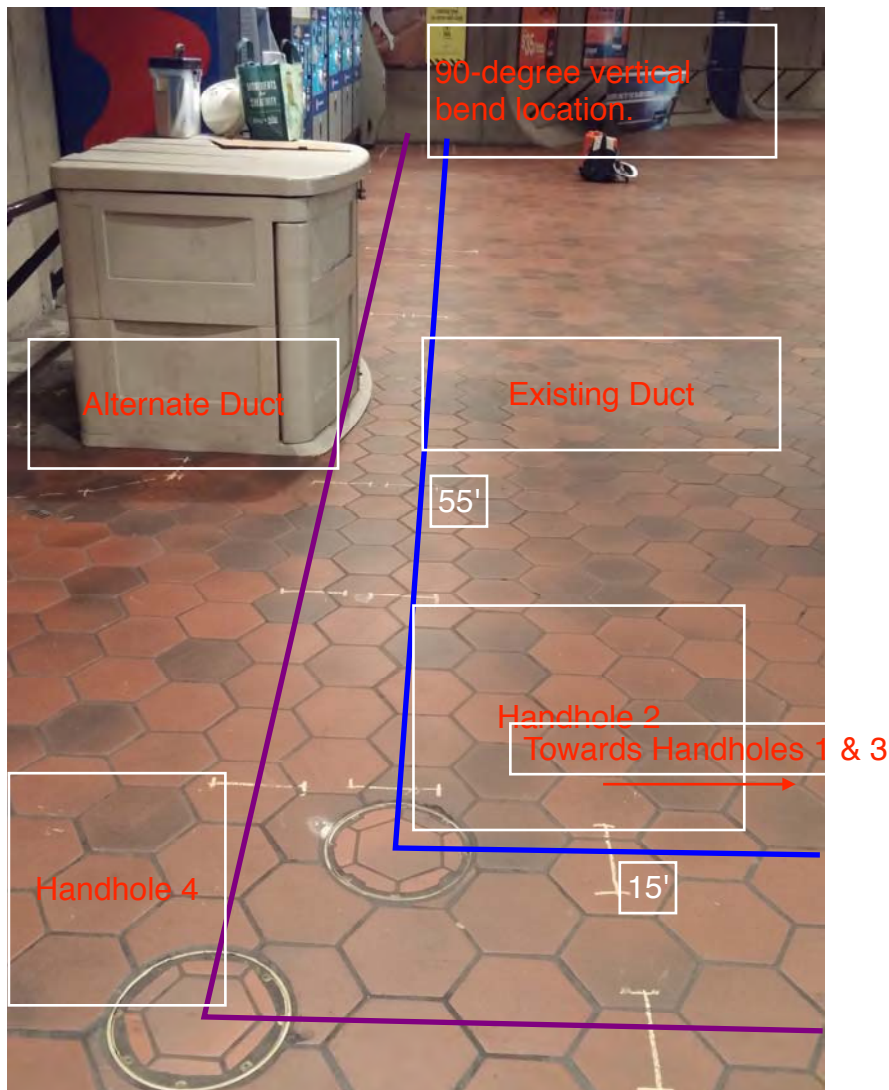 90-degree vertical
bend location.
Alternate Duct
Existing Duct
55'
Handhole 2
Towards Handholes 1 & 3
Handhole 4
15'